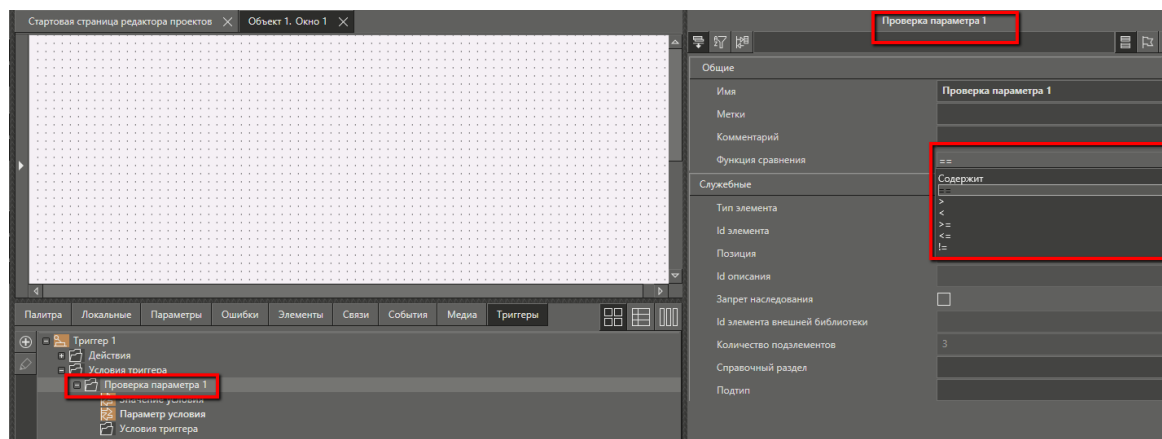 Стартовая страница редактора проектов
Объект 1. Окно 1
Проверка параметра 1
Общие
Имя
Проверка параметра 1
Метки
Комментарий
Функция сравнения
==
Содержит
==
>
<
>=
<=
!=
Служебные
Тип элемента
Id элемента
Позиция
Id описания
Запрет наследования
Id элемента внешней библиотеки
Количество подэлементов
3
Справочный раздел
Подтип
Палитра Локальные Параметры Ошибки Элементы Связи События Медиа Триггеры
Триггер 1
Действия
Условия триггера
Проверка параметра 1
Значение условия
Параметр условия
Условия триггера